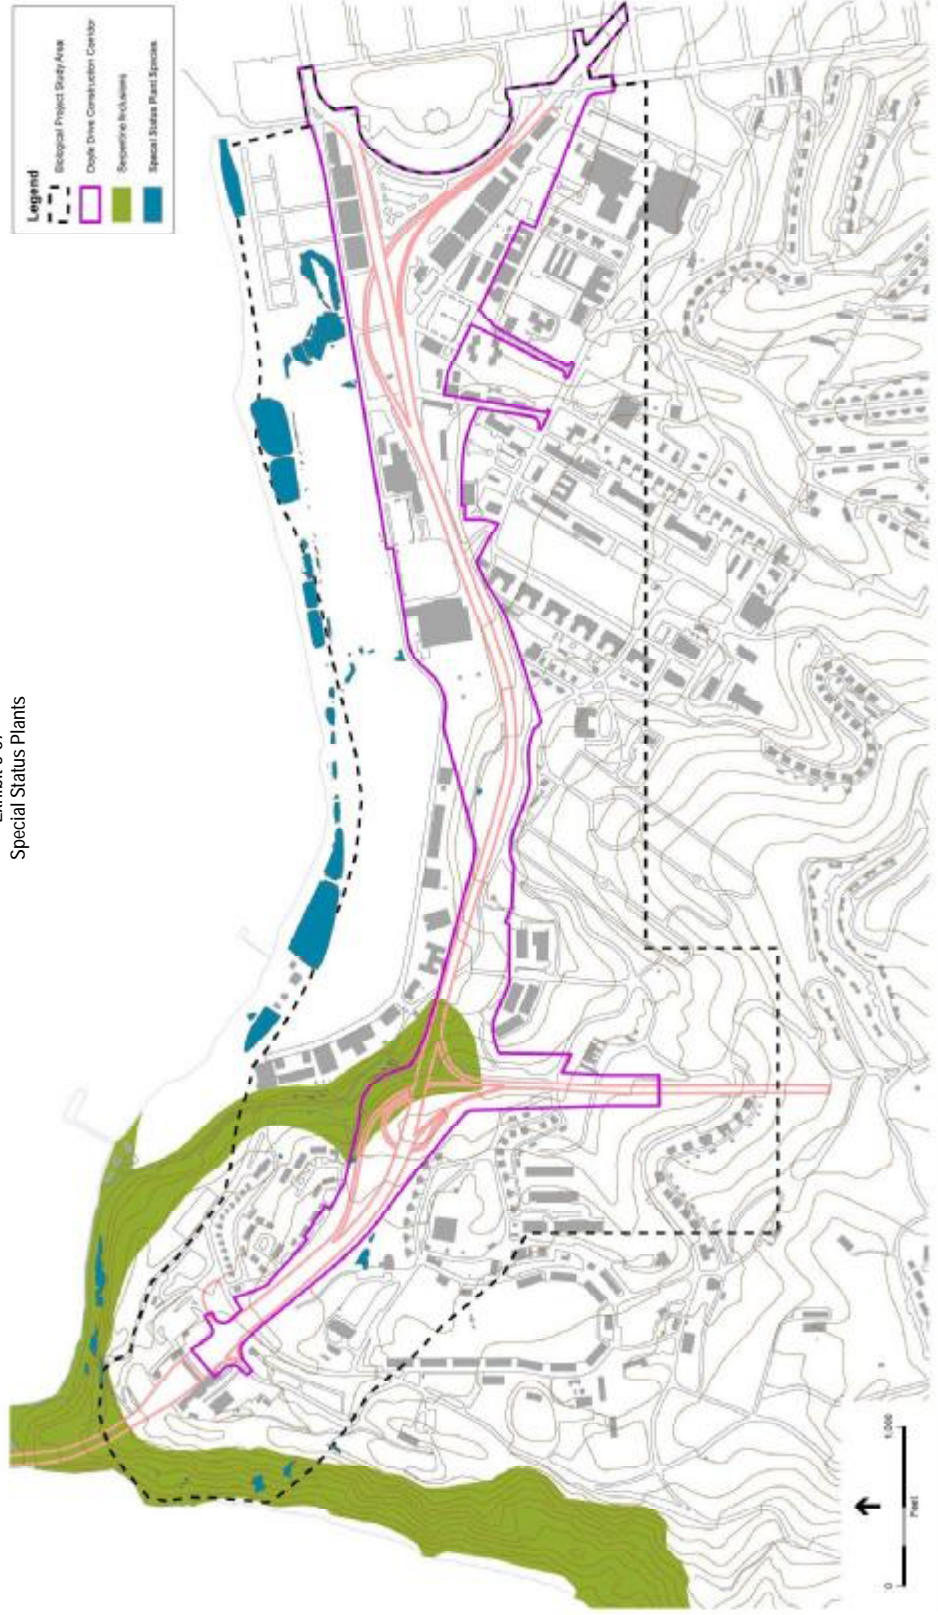 Special Status Plants
Legend
Biological Project Study Area
Doyle Drive Construction Corridor
Serpentine Inclusions
Special Status Plant Species
0
1,000
Feet